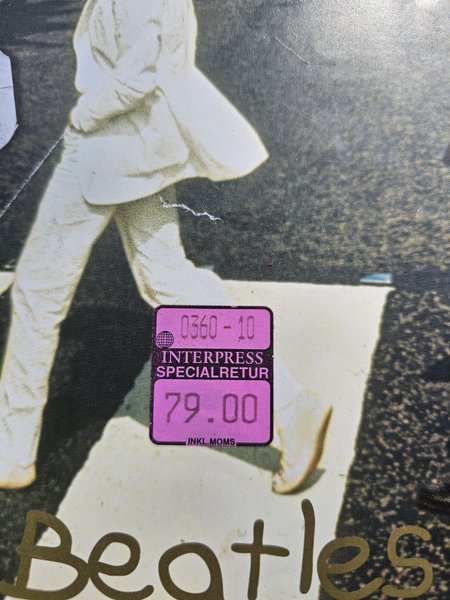 0360-10
INTERPRESS
SPECIALRETUR
79.00
INKL.MOMS
Beatles